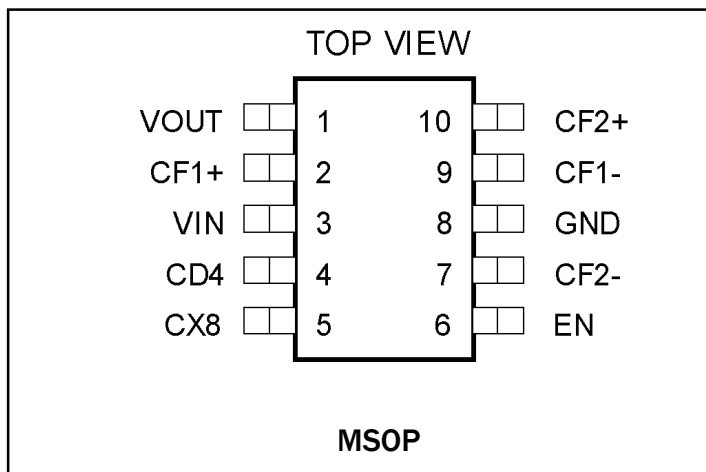 TOP VIEW
VOUT 1 10 CF2+
CF1+ 2 9 CF1-
VIN 3 8 GND
CD4 4 7 CF2-
CX8 5 6 EN
MSOP